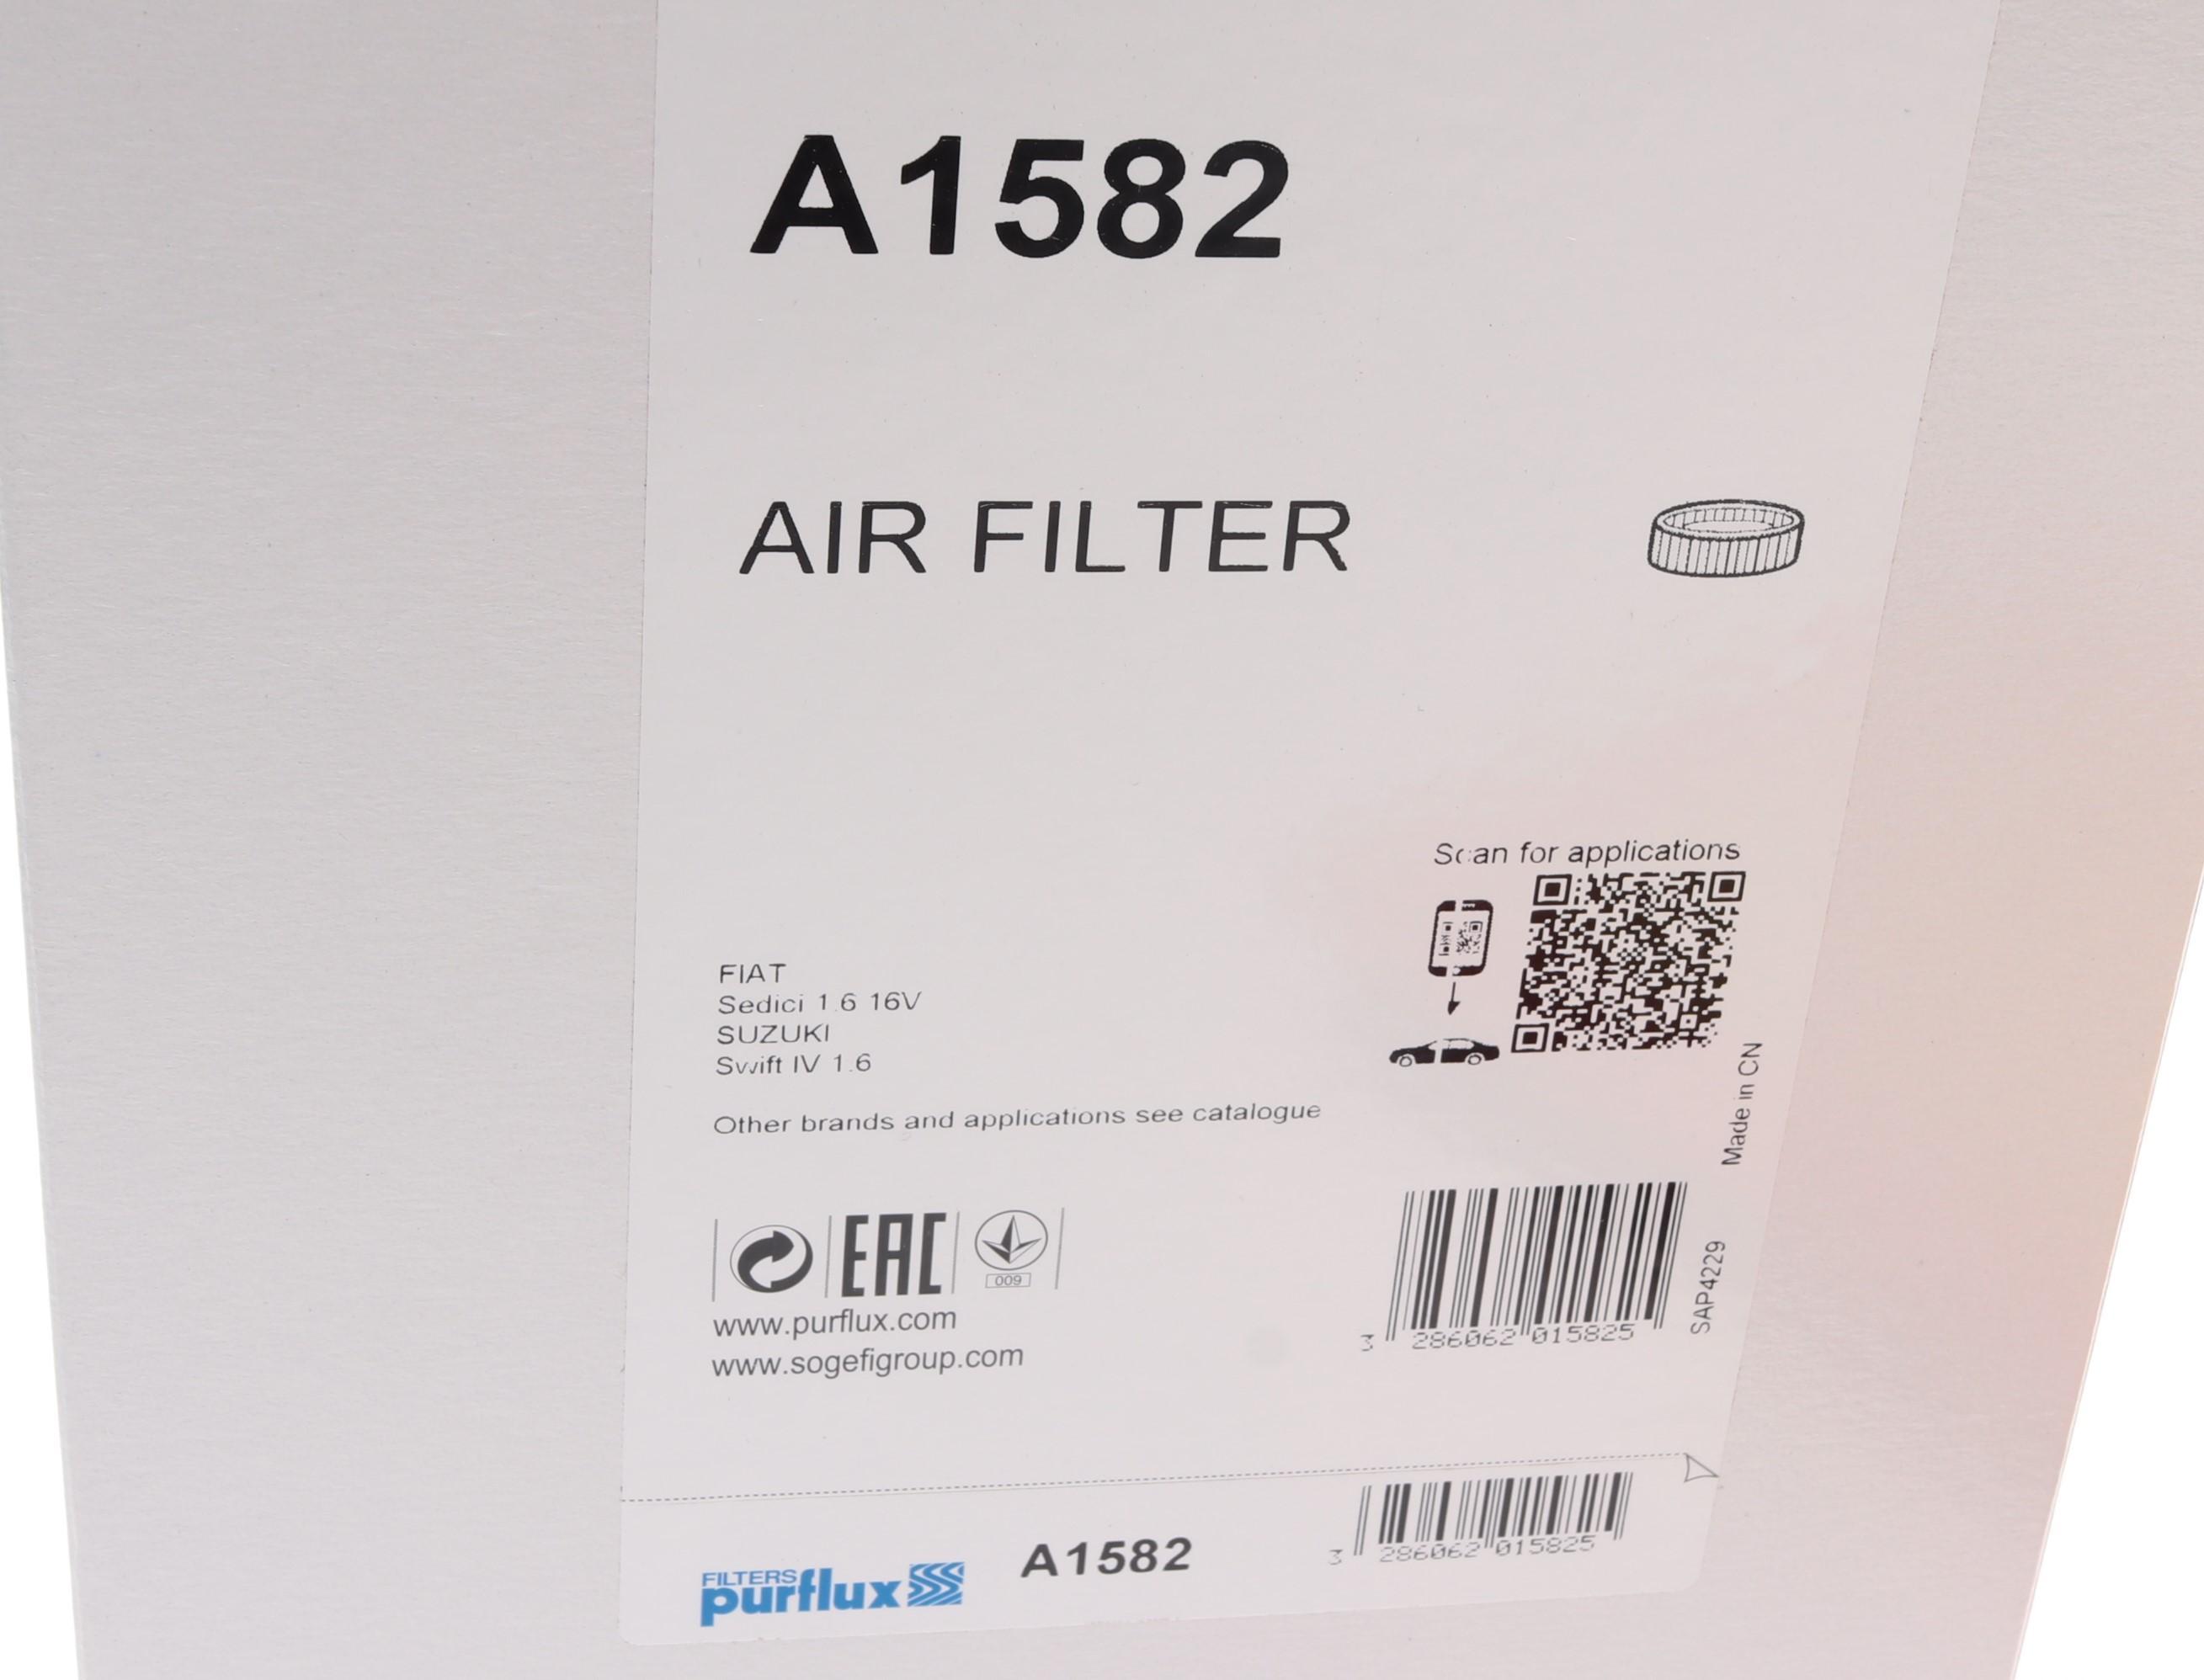 A1582
AIR FILTER
Scan for applications
FIAT
Sedici 1.6 16V
SUZUKI
Swift IV 1.6
Other brands and applications see catalogue
Made in CN
EAC
009
www.purflux.com
www.sogefigroup.com
3 286062 015825
SAP4229
FILTERS
purflux
A1582
3 286062 015825